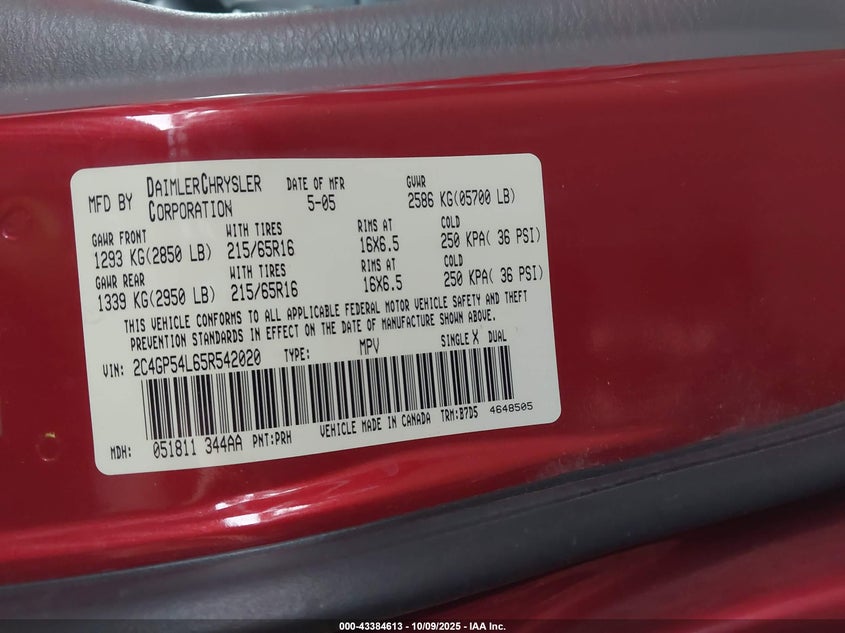 MFD BY DAIMLERCHRYSLER CORPORATION DATE OF MFR 5-05 GVWR 2586 KG(05700 LB)
GAWR FRONT WITH TIRES RIMS AT COLD
1293 KG(2850 LB) 215/65R16 16X6.5 250 KPA( 36 PSI)
GAWR REAR WITH TIRES RIMS AT COLD
1339 KG(2950 LB) 215/65R16 16X6.5 250 KPA( 36 PSI)
THIS VEHICLE CONFORMS TO ALL APPLICABLE FEDERAL MOTOR VEHICLE SAFETY AND THEFT
PREVENTION STANDARDS IN EFFECT ON THE DATE OF MANUFACTURE SHOWN ABOVE.
VIN: 2C4GP54L65R542020 TYPE: MPV SINGLE X DUAL
MDH: 051811 344AA PNT:PRH VEHICLE MADE IN CANADA TRM:B7D5 4648505
000-43384613 - 10/09/2025 - IAA Inc.